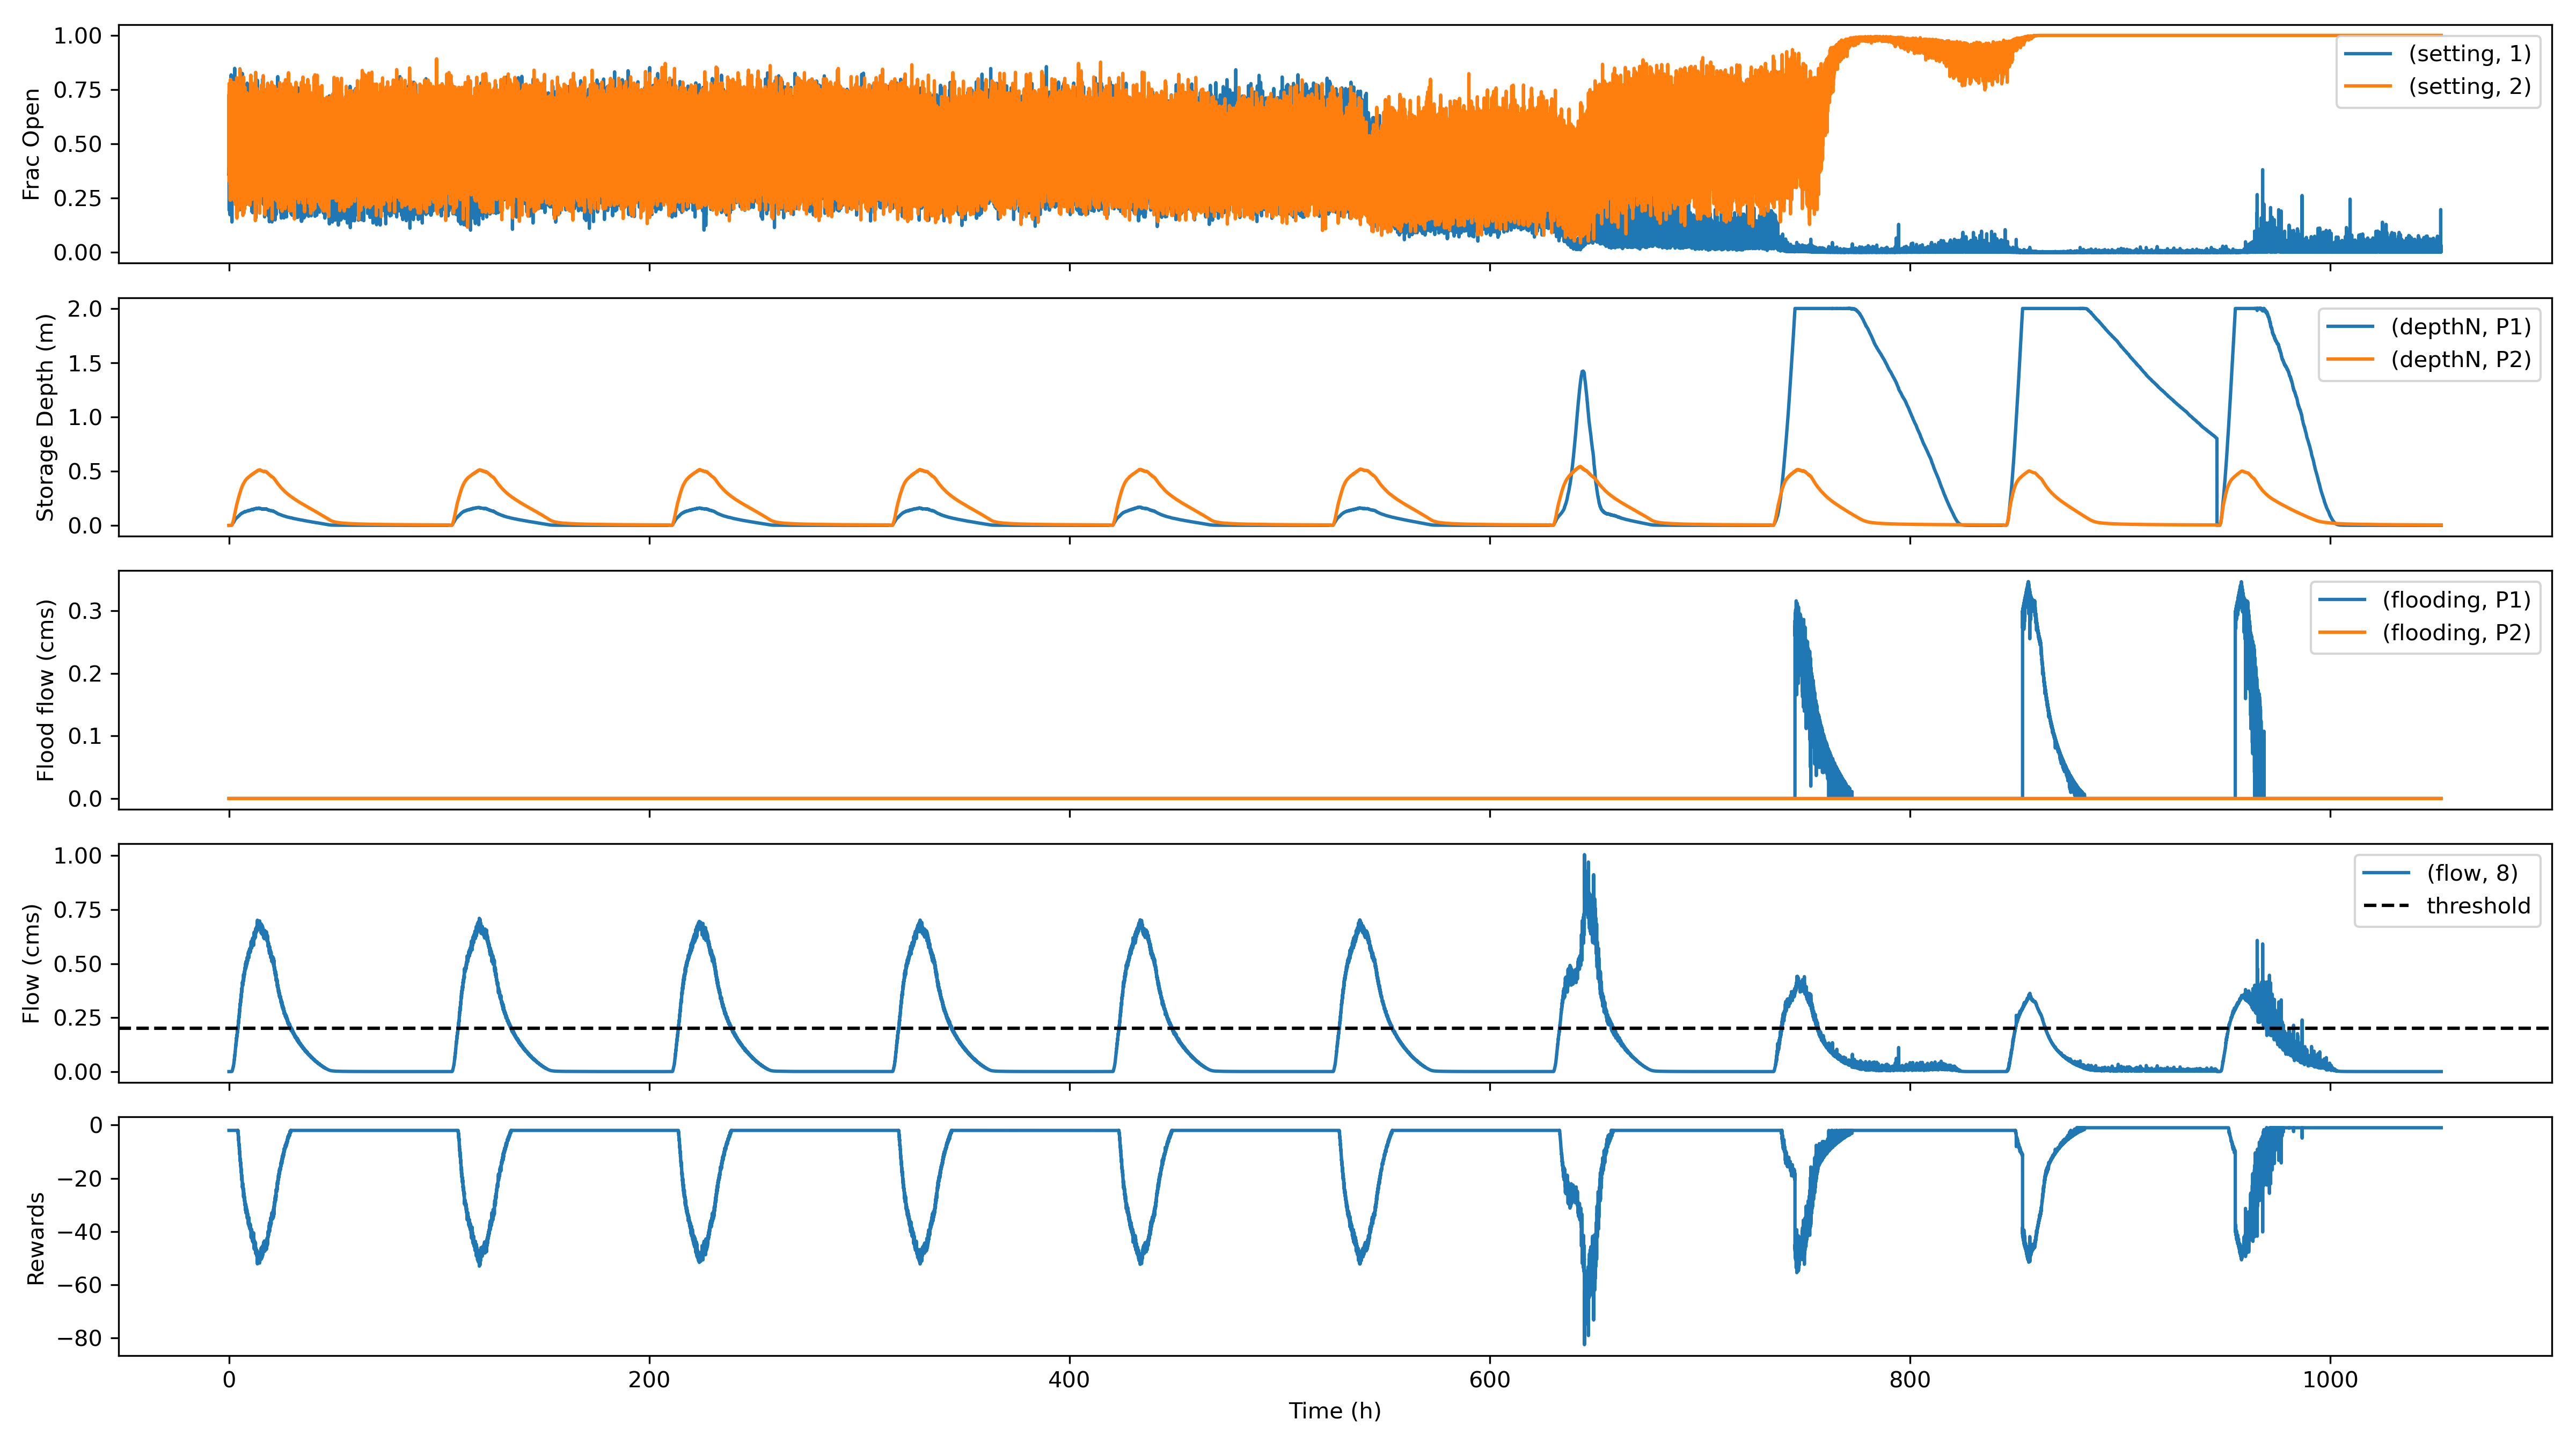 Frac Open
1.00
0.75
0.50
0.25
0.00
(setting, 1)
(setting, 2)
Storage Depth (m)
2.0
1.5
1.0
0.5
0.0
(depthN, P1)
(depthN, P2)
Flood flow (cms)
0.3
0.2
0.1
0.0
(flooding, P1)
(flooding, P2)
Flow (cms)
1.00
0.75
0.50
0.25
0.00
(flow, 8)
threshold
Rewards
0
−20
−40
−60
−80
0
200
400
600
800
1000
Time (h)